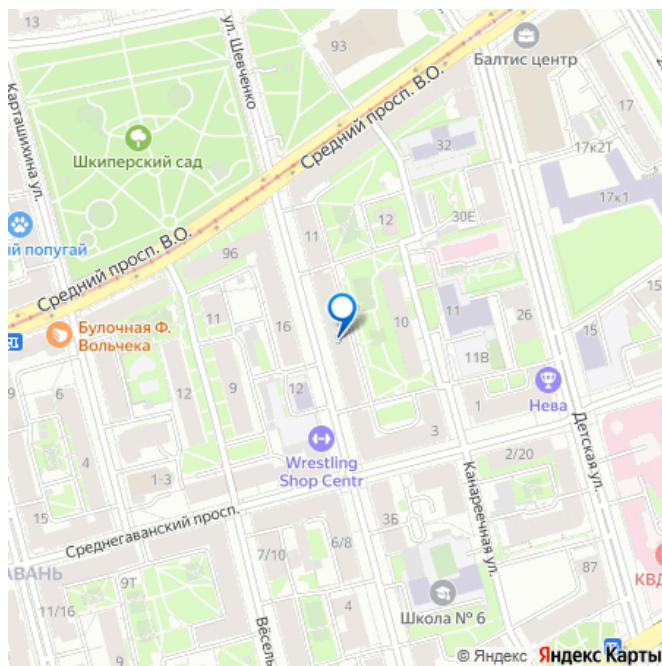 93
Балтис центр
ул. Шевченко
Карташихина ул.
Средний просп. В.О.
17
Шкиперский сад
32
17к2Т
17к1
12
30Е
ый попугай
11
Средний просп. В.О.
96
11
16
10
11
26
15
Булочная Ф.
Вольчека
11В
9
6
12
9
12
Нева
1
3
4
Wrestling
Shop Centr
2/20
Детская ул.
1-3
Среднегаванский просп.
15
3Б
Канареечная ул.
АВАНЬ
7/10
6/8
9Т
87
КВД
11/16
4
Школа № 6
Вёсель
© Яндекс Яндекс Карты